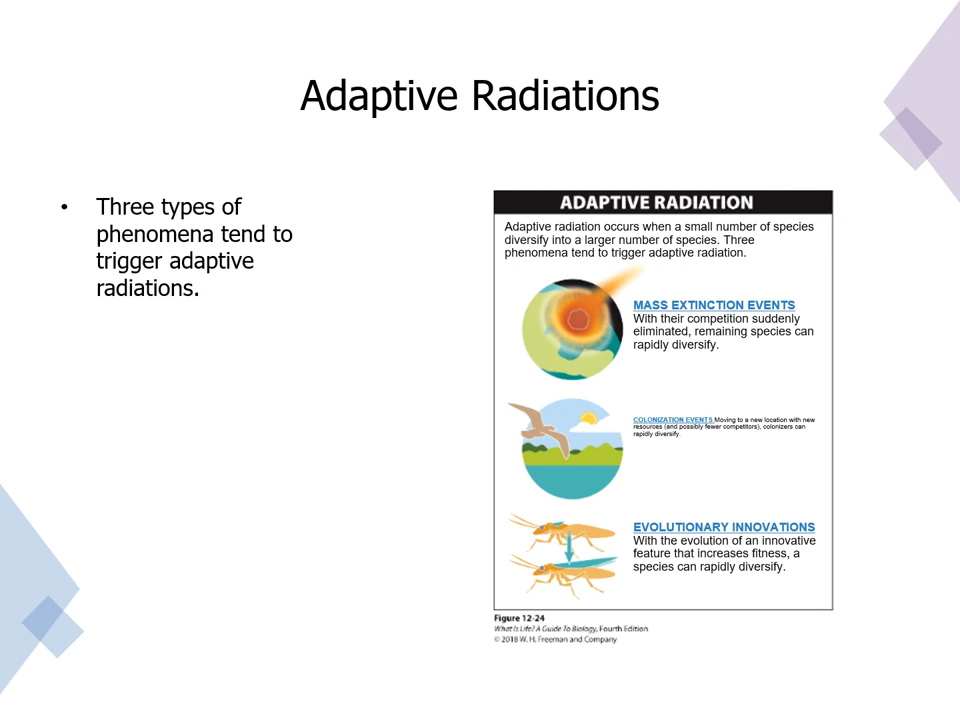 Adaptive Radiations
• Three types of
phenomena tend to
trigger adaptive
radiations.
ADAPTIVE RADIATION
Adaptive radiation occurs when a small number of species
diversify into a larger number of species. Three
phenomena tend to trigger adaptive radiation.
MASS EXTINCTION EVENTS
With their competition suddenly
eliminated, remaining species can
rapidly diversify.
COLONIZATION EVENTS Moving to a new location with new
resources (and possibly fewer competitors), colonizers can
rapidly diversify.
EVOLUTIONARY INNOVATIONS
With the evolution of an innovative
feature that increases fitness, a
species can rapidly diversify.
Figure 12-24
What Is Life? A Guide To Biology, Fourth Edition
© 2018 W. H. Freeman and Company